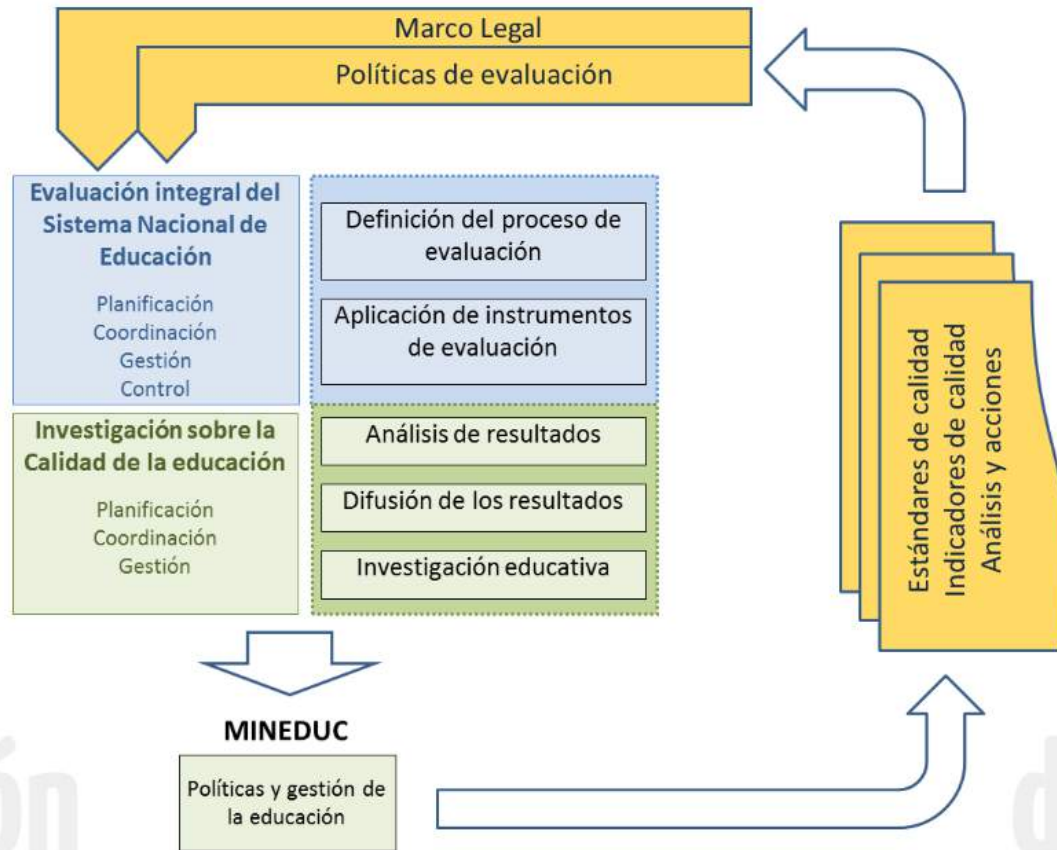 Marco Legal
Políticas de evaluación
Evaluación integral del
Sistema Nacional de
Educación
Planificación
Coordinación
Gestión
Control
Definición del proceso de
evaluación
Aplicación de instrumentos
de evaluación
Investigación sobre la
Calidad de la educación
Planificación
Coordinación
Gestión
Análisis de resultados
Difusión de los resultados
Investigación educativa
MINEDUC
Políticas y gestión de
la educación
Estándares de calidad
Indicadores de calidad
Análisis y acciones
ón
d